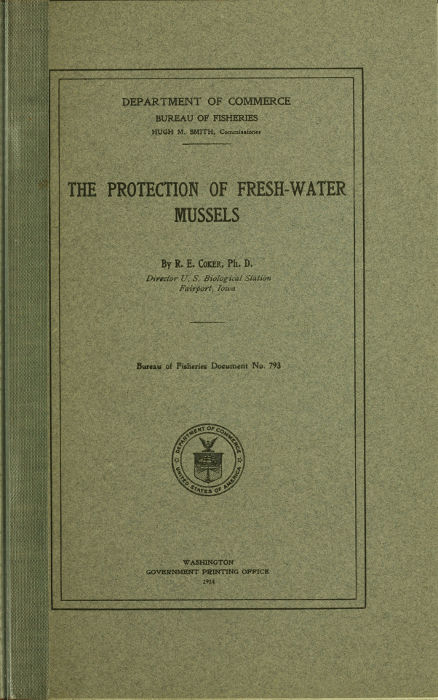 DEPARTMENT OF COMMERCE
BUREAU OF FISHERIES
HUGH M. SMITH, Commissioner
THE PROTECTION OF FRESH-WATER
MUSSELS
By R. E. COKER, Ph. D.
Director U. S. Biological Station
Fairport, Iowa
Bureau of Fisheries Document No. 793
DEPARTMENT OF COMMERCE
UNITED STATES OF AMERICA
WASHINGTON
GOVERNMENT PRINTING OFFICE
1914